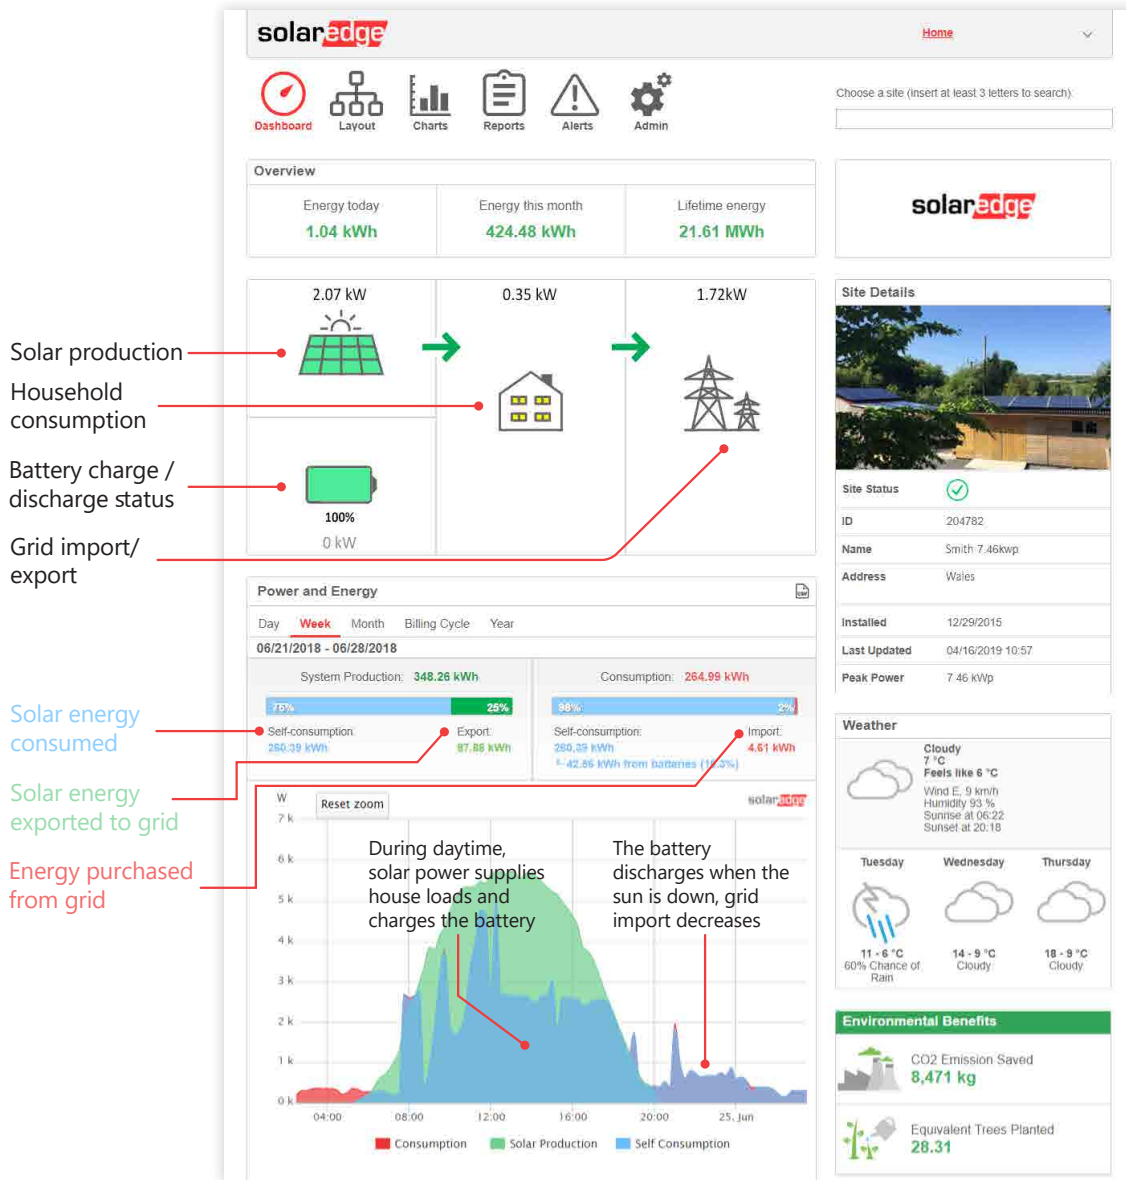 solaredge
Home
Dashboard
Layout
Charts
Reports
Alerts
Admin
Choose a site (insert at least 3 letters to search):
Overview
Energy today
1.04 kWh
Energy this month
424.48 kWh
Lifetime energy
21.61 MWh
solaredge
2.07 kW
0.35 kW
1.72kW
Solar production
Household
consumption
Battery charge /
discharge status
Grid import/
export
100%
0 kW
Site Details
Site Status
ID 204782
Name Smith 7.46kwp
Address Wales
Installed 12/29/2015
Last Updated 04/16/2019 10:57
Peak Power 7.46 kWp
Power and Energy
CSV
Day Week Month Billing Cycle Year
06/21/2018 - 06/28/2018
System Production: 348.26 kWh
75% 25%
Self-consumption:
260.39 kWh
Export:
87.88 kWh
Consumption: 264.99 kWh
98% 2%
Self-consumption:
260.39 kWh
42.86 kWh from batteries
Import:
4.61 kWh
Solar energy
consumed
Solar energy
exported to grid
Energy purchased
from grid
W
Reset zoom
solaredge
7 k
6 k
5 k
4 k
3 k
2 k
1 k
0 k
During daytime,
solar power supplies
house loads and
charges the battery
The battery
discharges when the
sun is down, grid
import decreases
04:00 08:00 12:00 16:00 20:00 25. Jun
Consumption Solar Production Self Consumption
Weather
Cloudy
7 °C
Feels like 6 °C
Wind E, 9 km/h
Humidity 93 %
Sunrise at 06:22
Sunset at 20:18
Tuesday
11 - 6 °C
60% Chance of
Rain
Wednesday
14 - 9 °C
Cloudy
Thursday
18 - 9 °C
Cloudy
Environmental Benefits
CO2 Emission Saved
8,471 kg
Equivalent Trees Planted
28.31